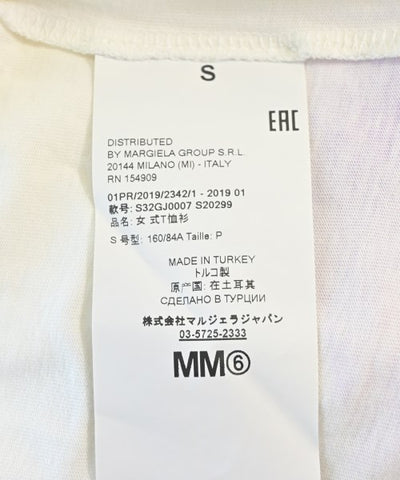 S
EAC
DISTRIBUTED
BY MARGIELA GROUP S.R.L.
20144 MILANO (MI) - ITALY
RN 154909
01PR/2019/2342/1 - 2019 01
款号: S32GJ0007 S20299
品名: 女 式T恤衫
S 号型: 160/84A Taille: P
MADE IN TURKEY
トルコ製
原产国: 在土耳其
СДЕЛАНО В ТУРЦИИ
株式会社マルジェラジャパン
03-5725-2333
MM⑥